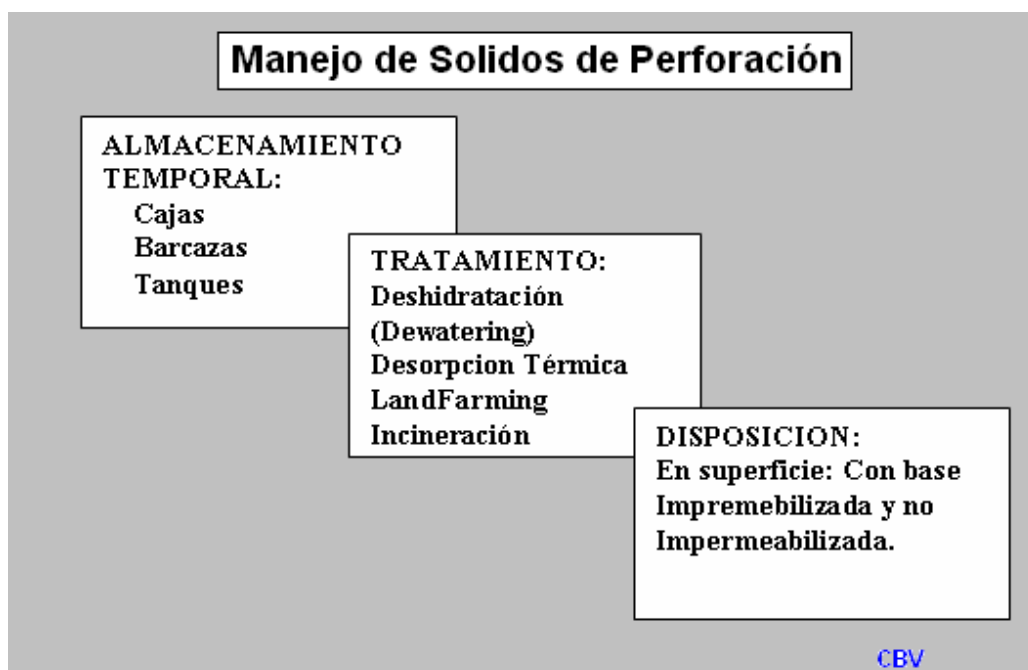 Manejo de Solidos de Perforación
ALMACENAMIENTO
TEMPORAL:
Cajas
Barcazas
Tanques
TRATAMIENTO:
Deshidratación
(Dewatering)
Desorpcion Térmica
LandFarming
Incineración
DISPOSICION:
En superficie: Con base
Impremebilizada y no
Impermeabilizada.
CBV